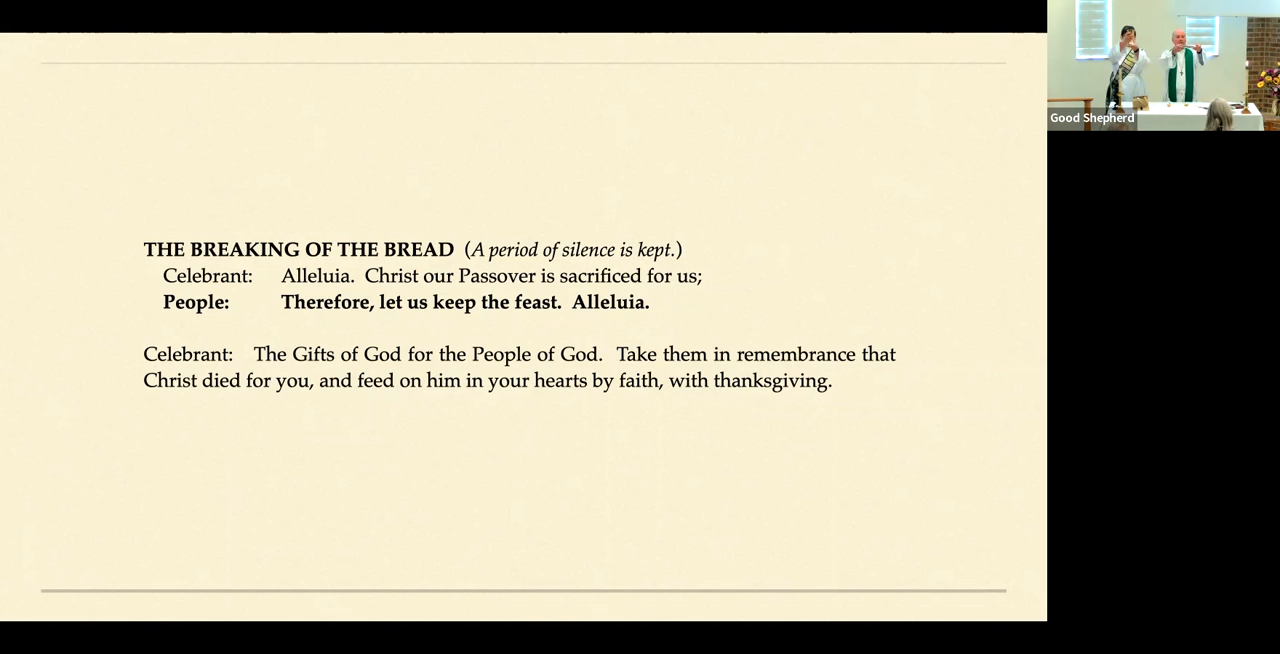 THE BREAKING OF THE BREAD (A period of silence is kept.)
Celebrant: Alleluia. Christ our Passover is sacrificed for us;
People: Therefore, let us keep the feast. Alleluia.
Celebrant: The Gifts of God for the People of God. Take them in remembrance that
Christ died for you, and feed on him in your hearts by faith, with thanksgiving.
Good Shepherd